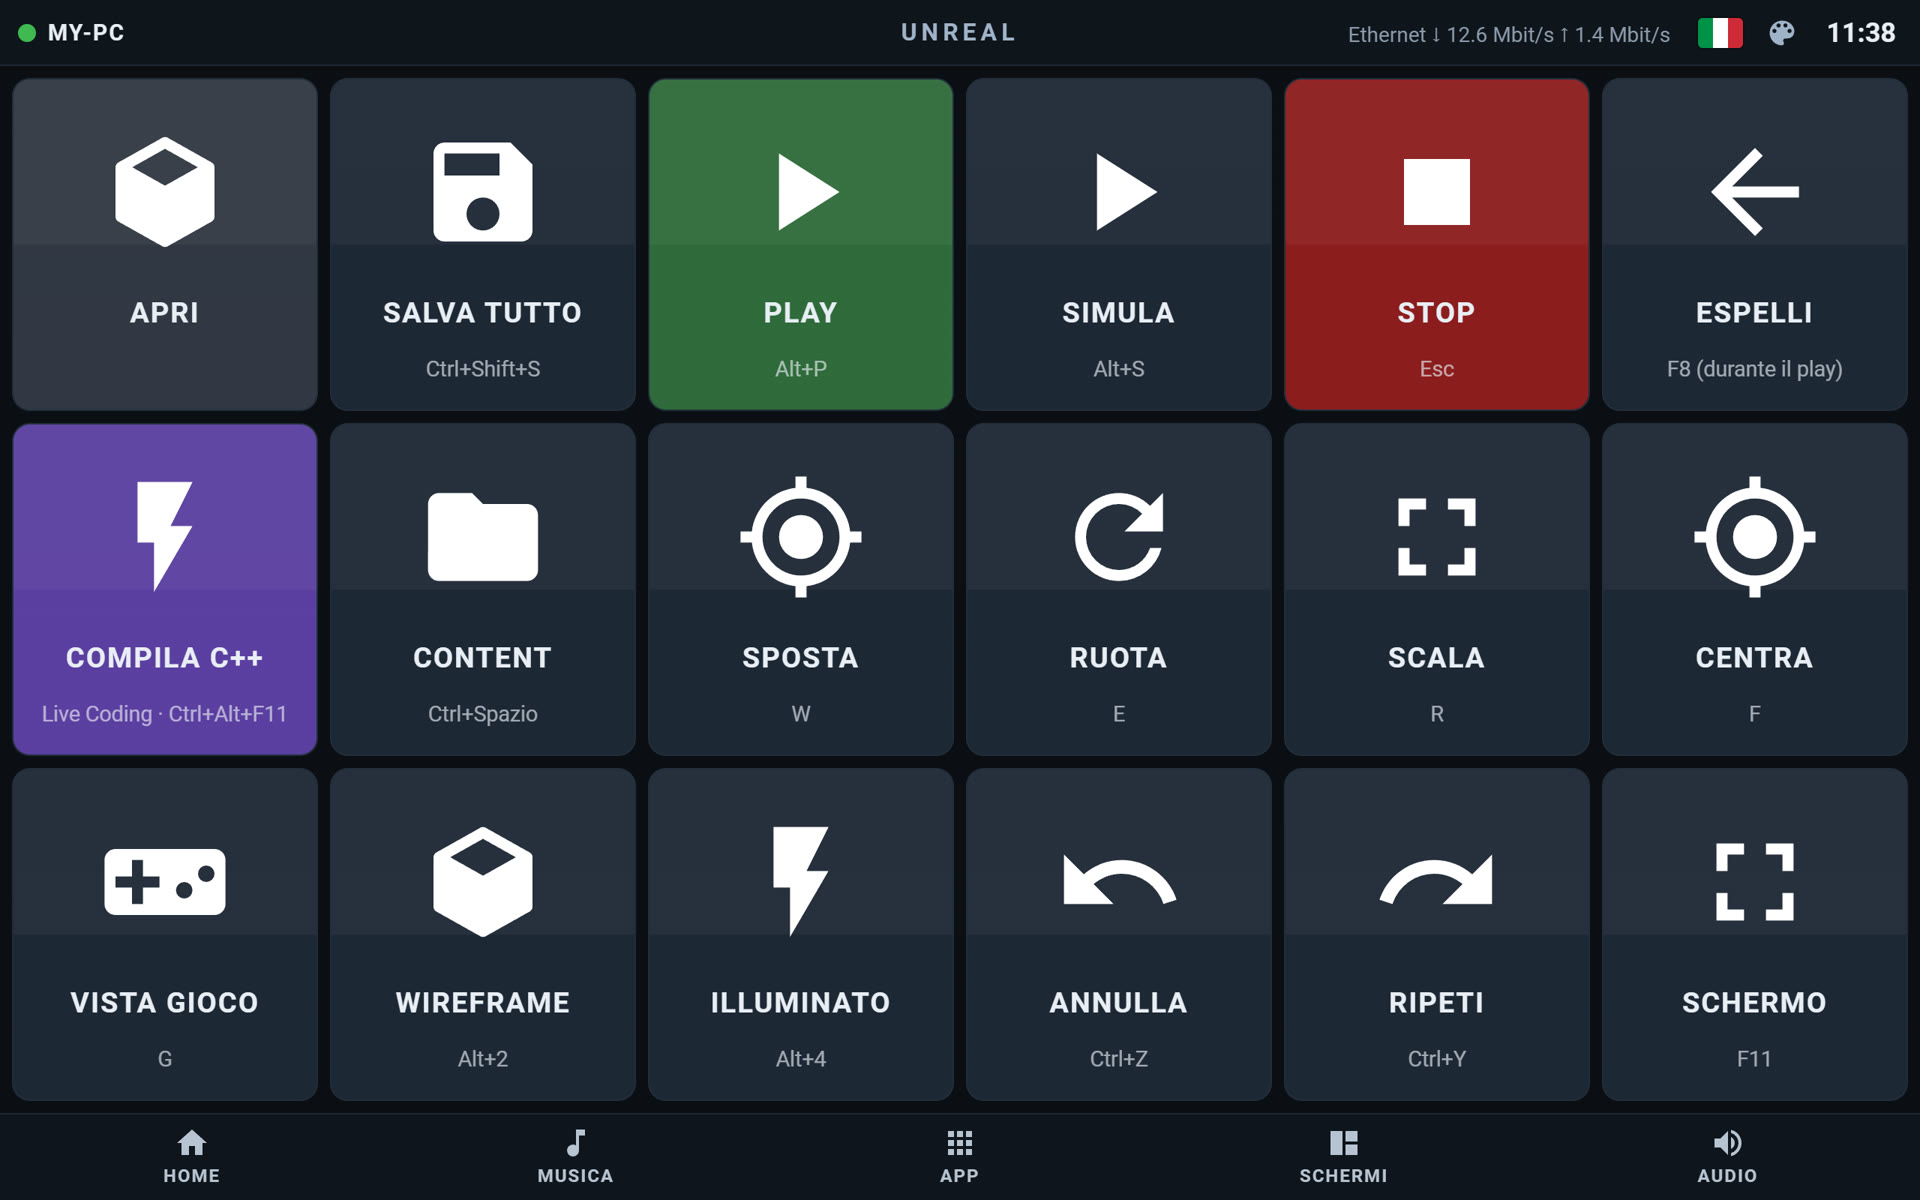 MY-PC
UNREAL
Ethernet ↓ 12.6 Mbit/s ↑ 1.4 Mbit/s
11:38
APRI
SALVA TUTTO
Ctrl+Shift+S
PLAY
Alt+P
SIMULA
Alt+S
STOP
Esc
ESPELLI
F8 (durante il play)
COMPILA C++
Live Coding · Ctrl+Alt+F11
CONTENT
Ctrl+Spazio
SPOSTA
W
RUOTA
E
SCALA
R
CENTRA
F
VISTA GIOCO
G
WIREFRAME
Alt+2
ILLUMINATO
Alt+4
ANNULLA
Ctrl+Z
RIPETI
Ctrl+Y
SCHERMO
F11
HOME
MUSICA
APP
SCHERMI
AUDIO